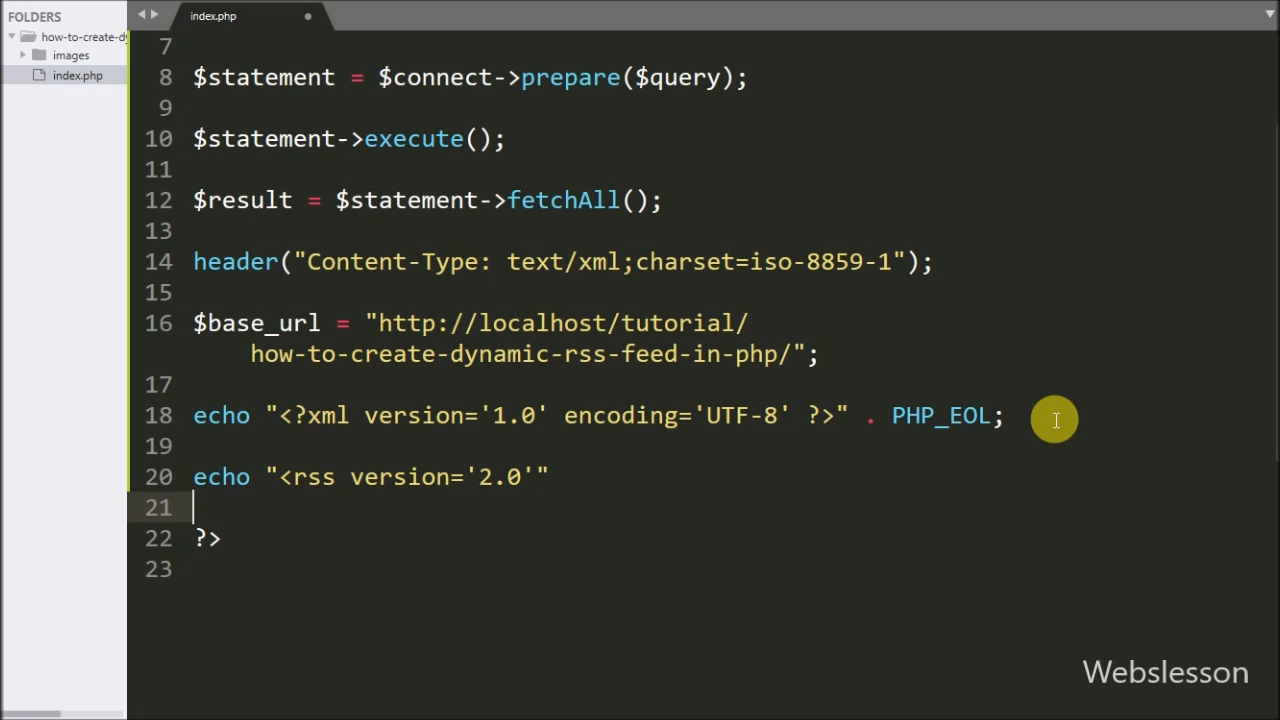 FOLDERS
how-to-create-dy
images
index.php
index.php
7
8 $statement = $connect->prepare($query);
9
10 $statement->execute();
11
12 $result = $statement->fetchAll();
13
14 header("Content-Type: text/xml;charset=iso-8859-1");
15
16 $base_url = "http://localhost/tutorial/
how-to-create-dynamic-rss-feed-in-php/";
17
18 echo "<?xml version='1.0' encoding='UTF-8' ?>" . PHP_EOL;
19
20 echo "<rss version='2.0'"
21
22 ?>
23
Webslesson